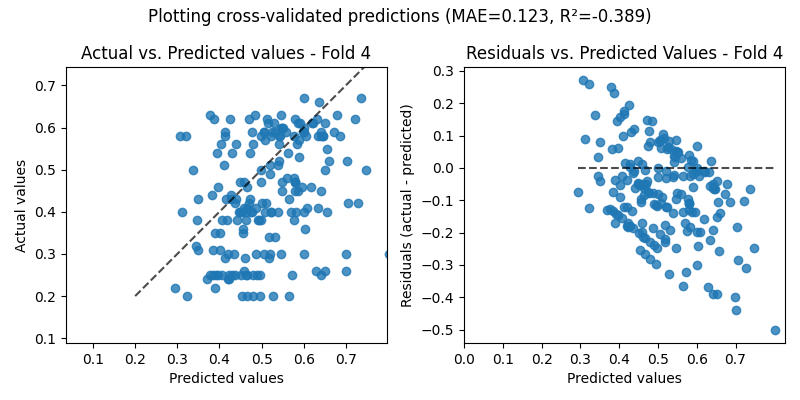 Plotting cross-validated predictions (MAE=0.123, R²=-0.389)
Actual vs. Predicted values - Fold 4
Actual values
0.7
0.6
0.5
0.4
0.3
0.2
0.1
0.1 0.2 0.3 0.4 0.5 0.6 0.7
Predicted values
Residuals vs. Predicted Values - Fold 4
Residuals (actual - predicted)
0.3
0.2
0.1
0.0
−0.1
−0.2
−0.3
−0.4
−0.5
0.0 0.1 0.2 0.3 0.4 0.5 0.6 0.7
Predicted values